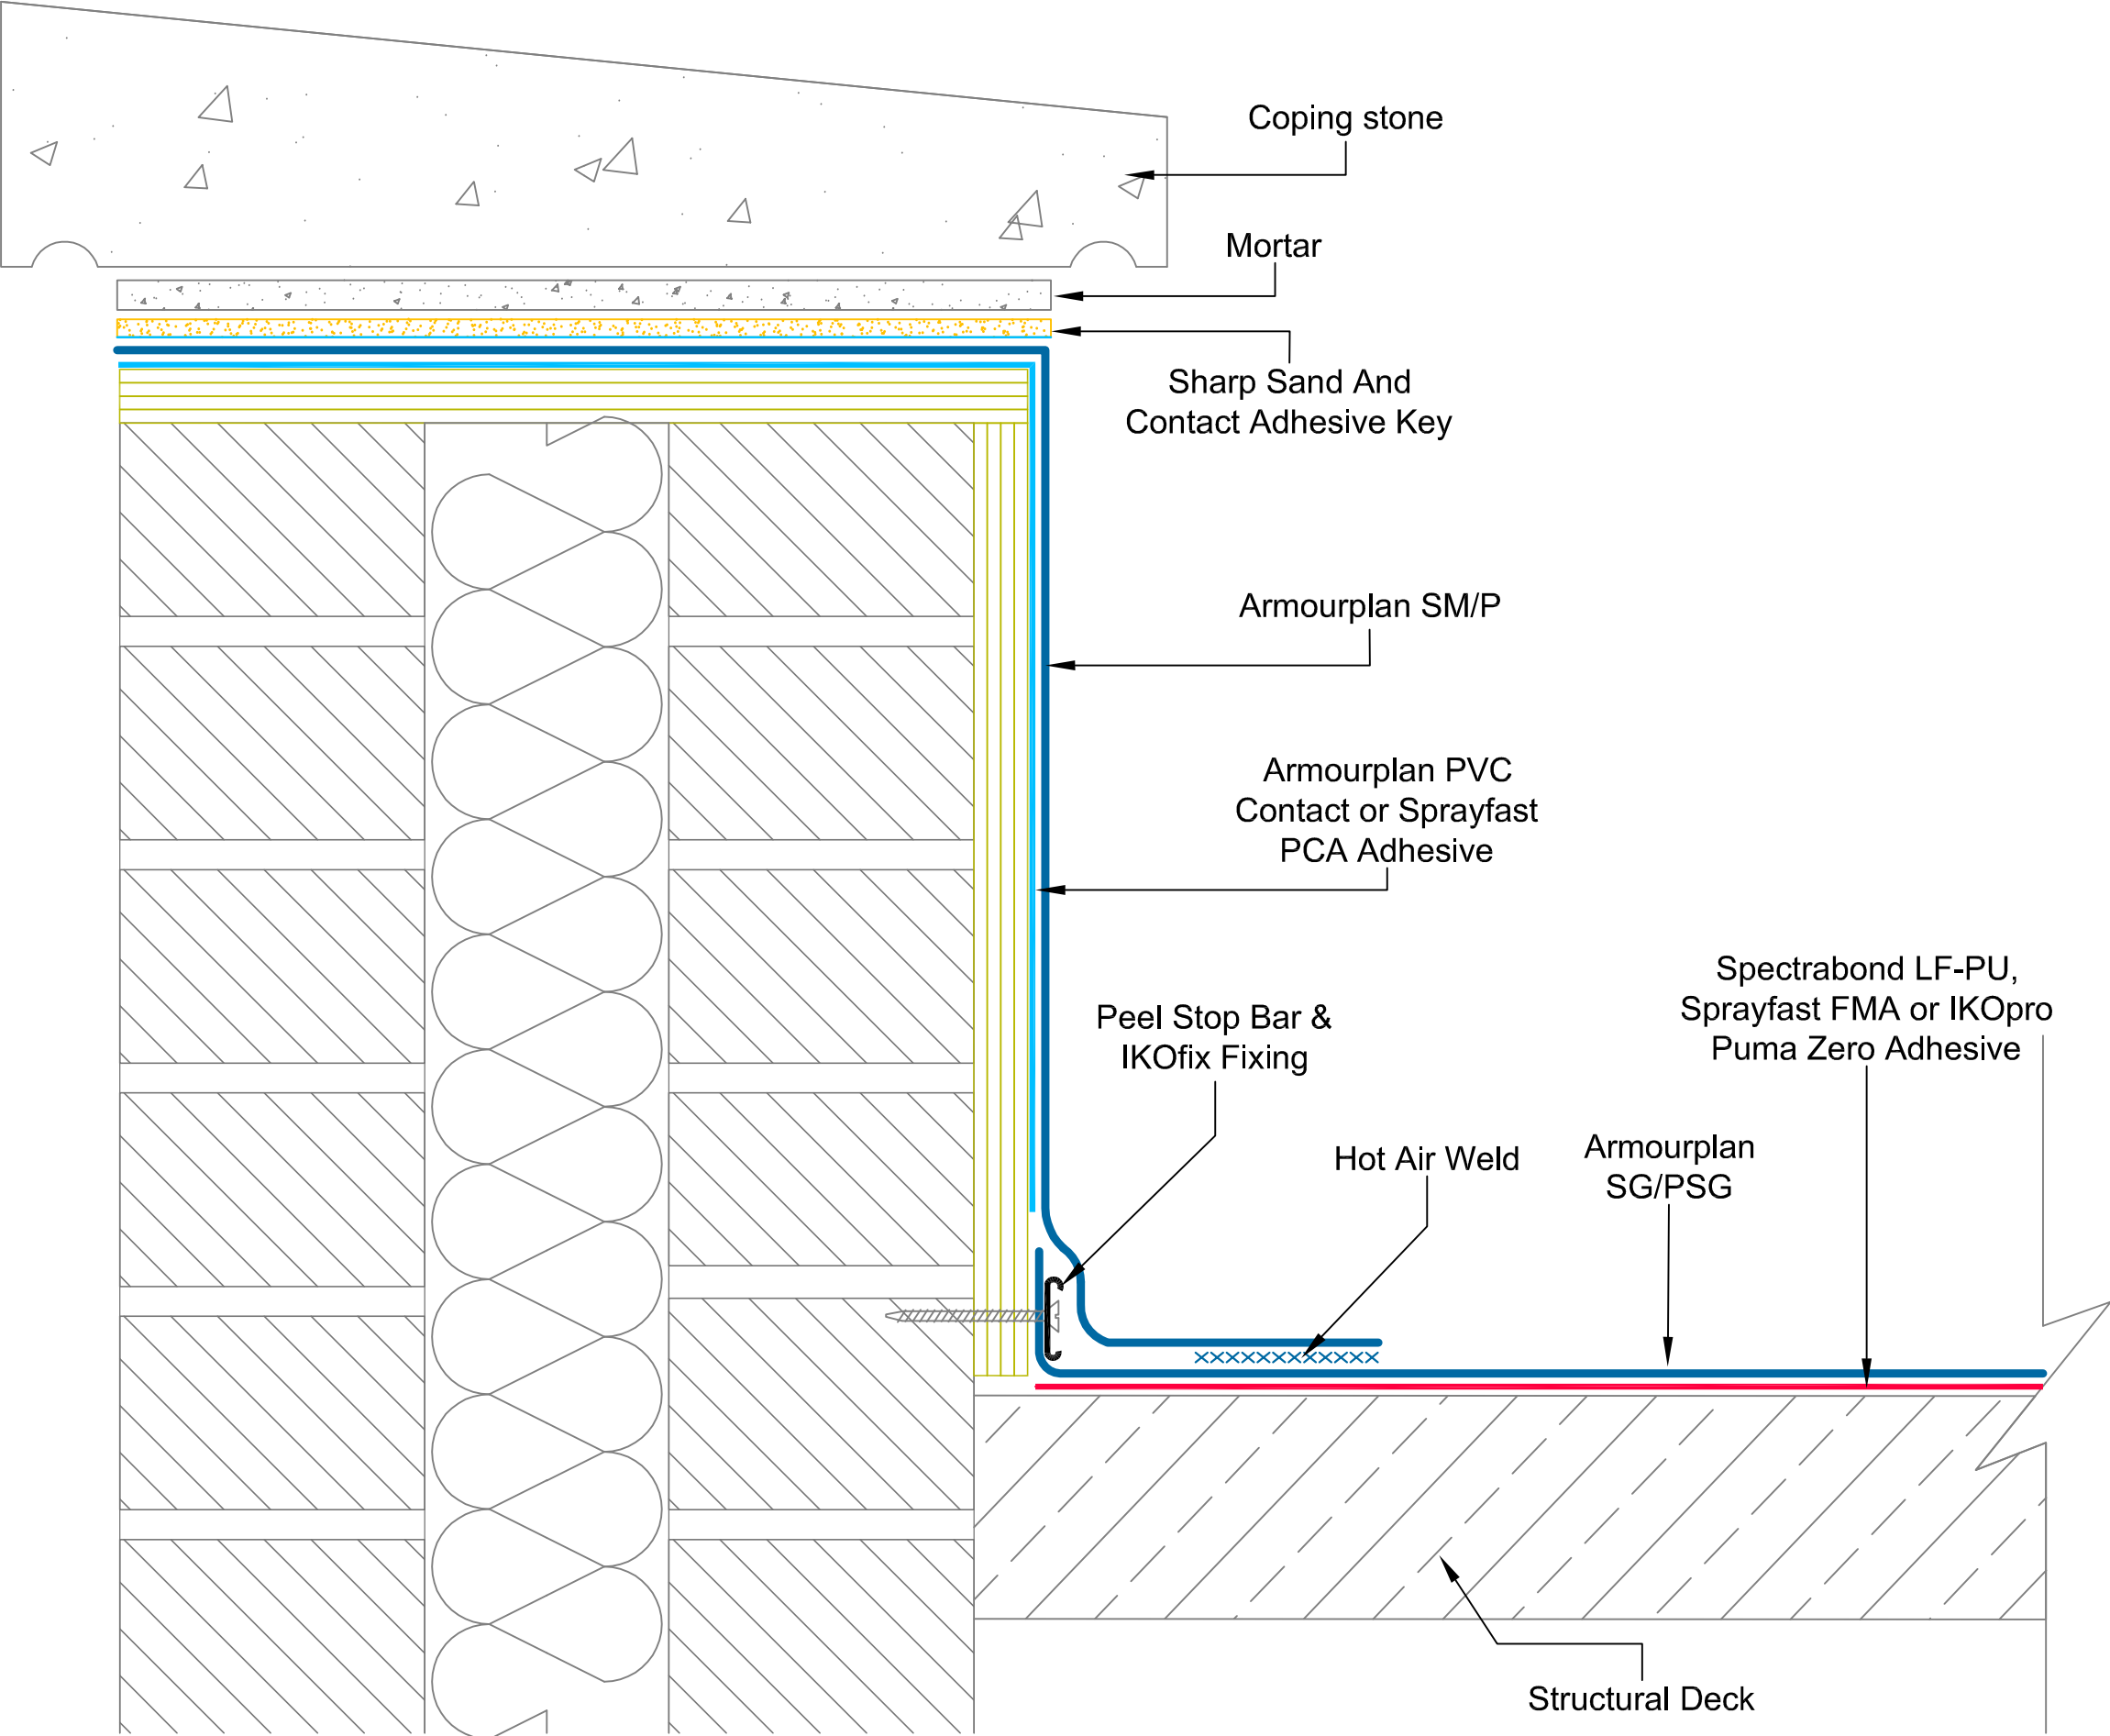 Coping stone
Mortar
Sharp Sand And
Contact Adhesive Key
Armourplan SM/P
Armourplan PVC
Contact or Sprayfast
PCA Adhesive
Spectrabond LF-PU,
Sprayfast FMA or IKOpro
Puma Zero Adhesive
Peel Stop Bar &
IKOfix Fixing
Hot Air Weld
Armourplan
SG/PSG
Structural Deck